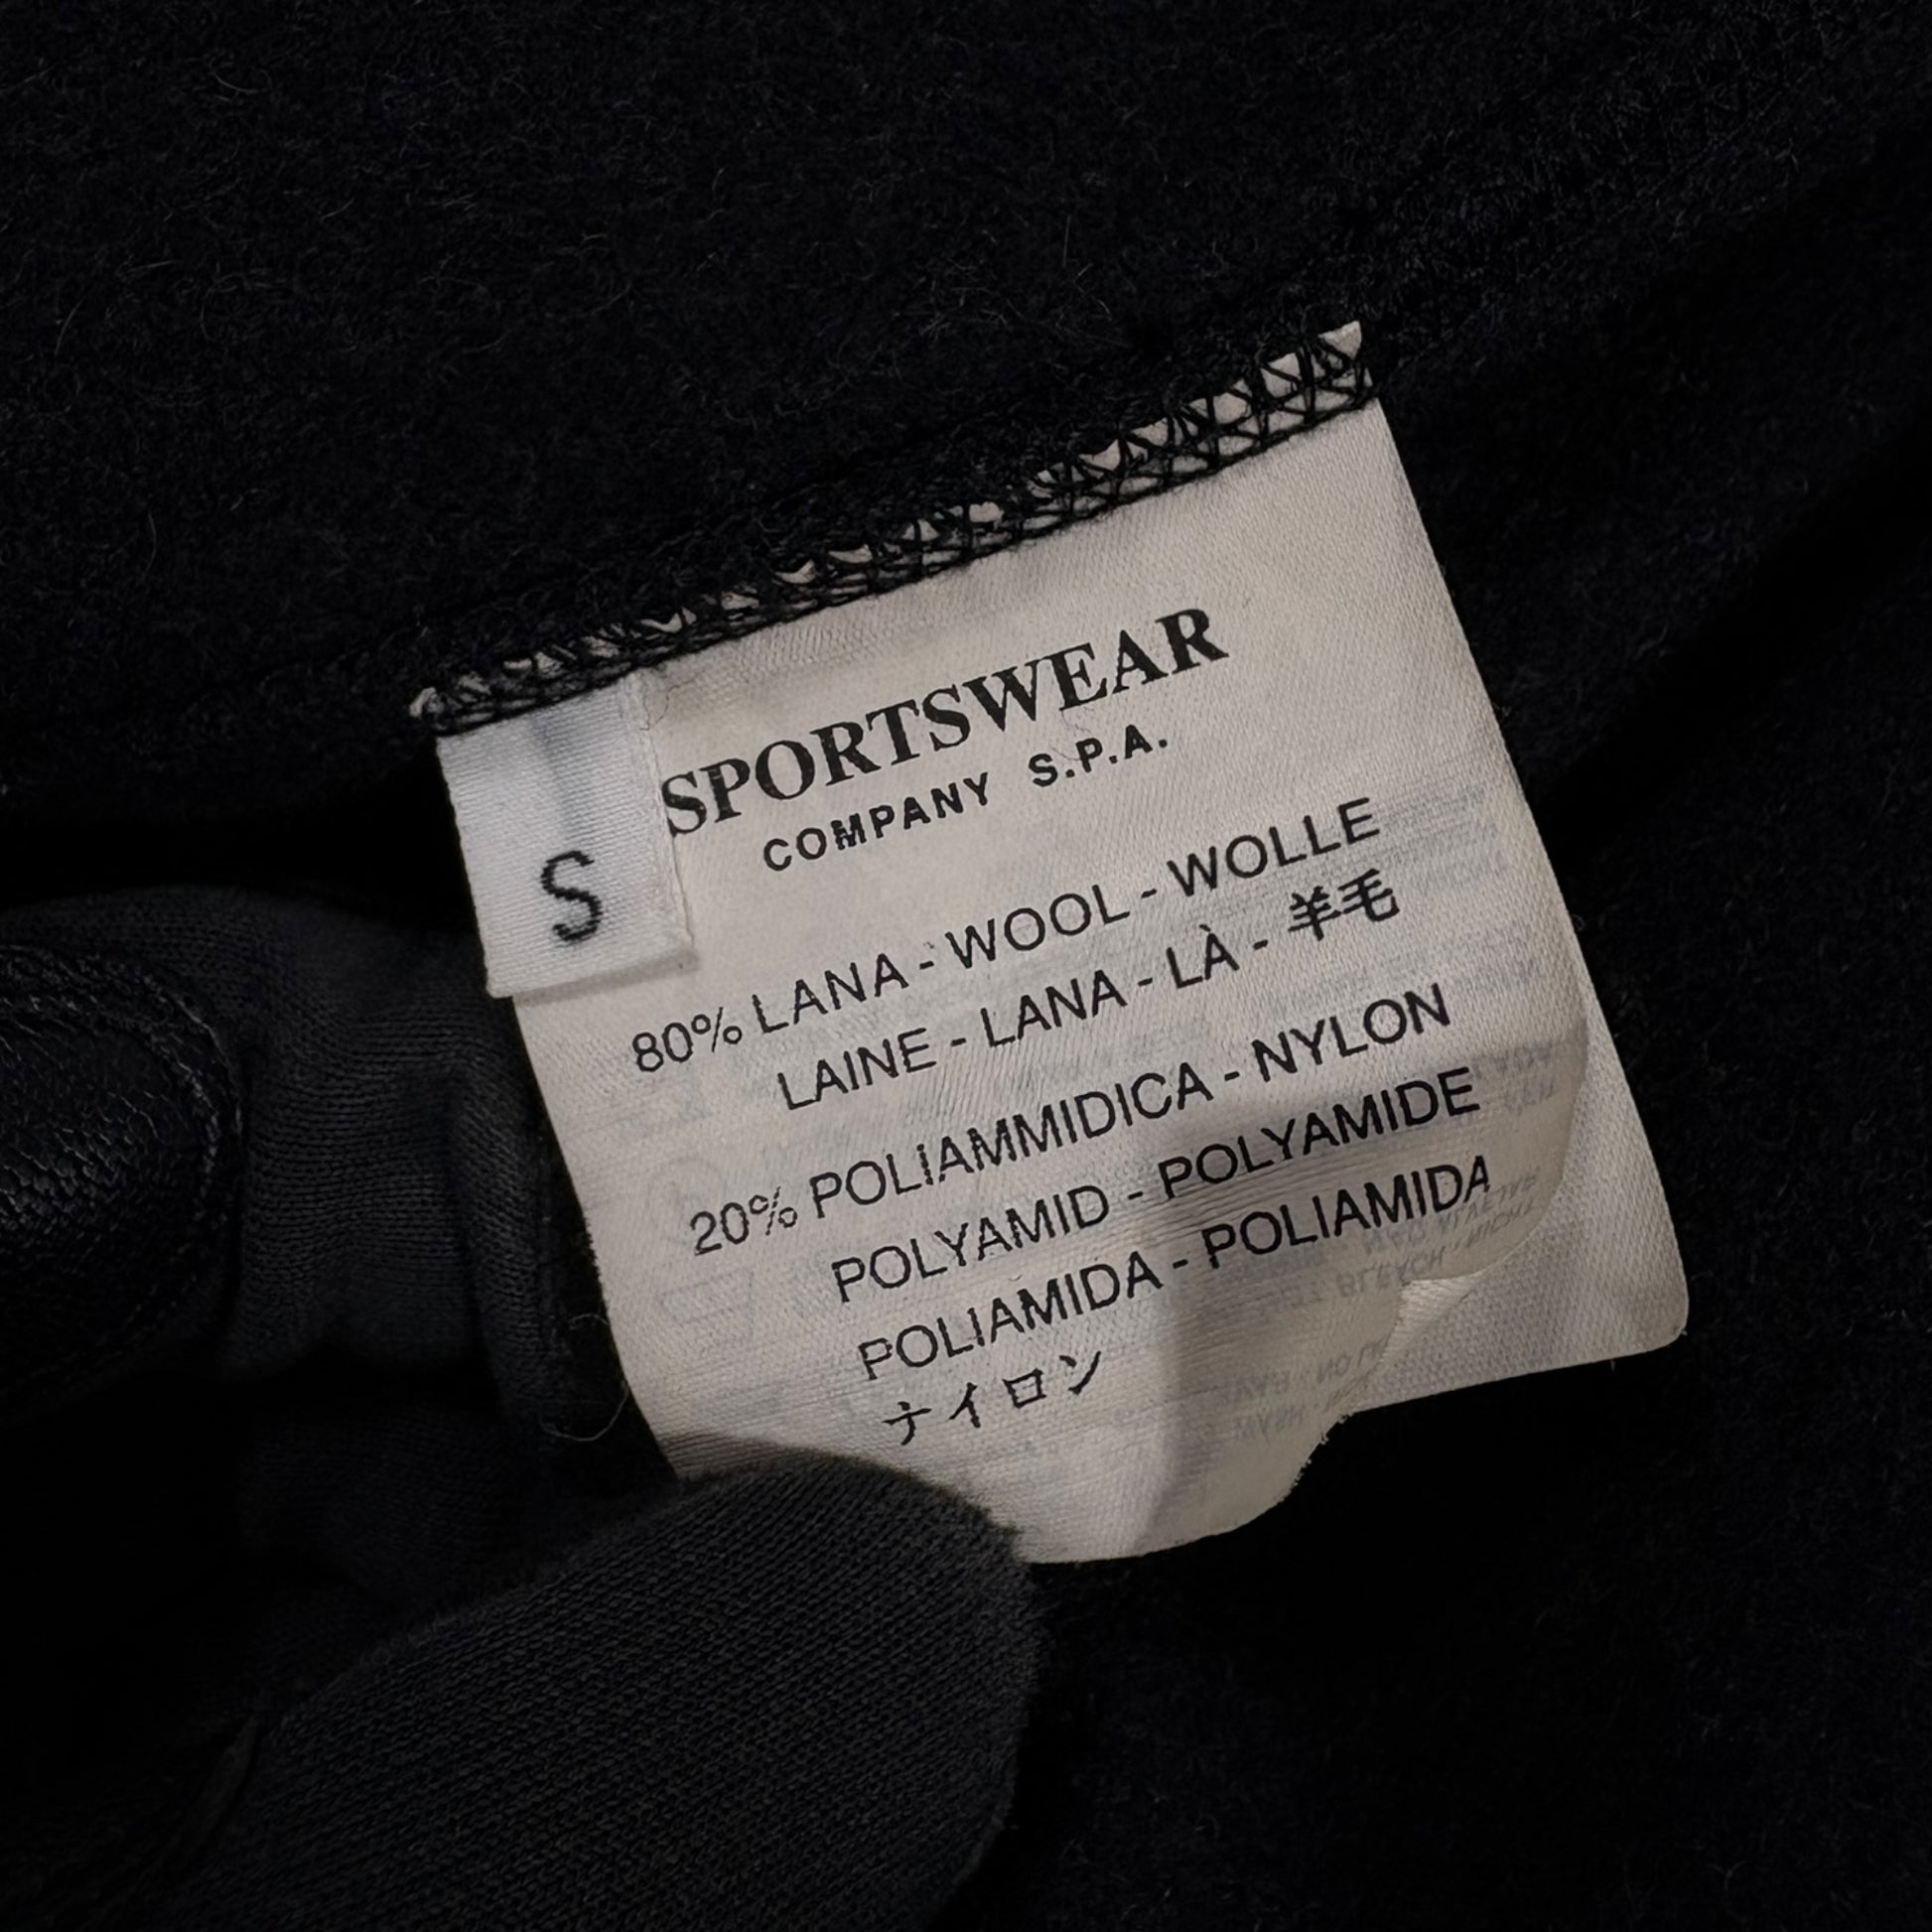 S
SPORTSWEAR
COMPANY S.P.A.
80% LANA - WOOL - WOLLE
LAINE - LANA - LÀ - 羊毛
20% POLIAMMIDICA - NYLON
POLYAMID - POLYAMIDE
POLIAMIDA - POLIAMIDA
ナイロン